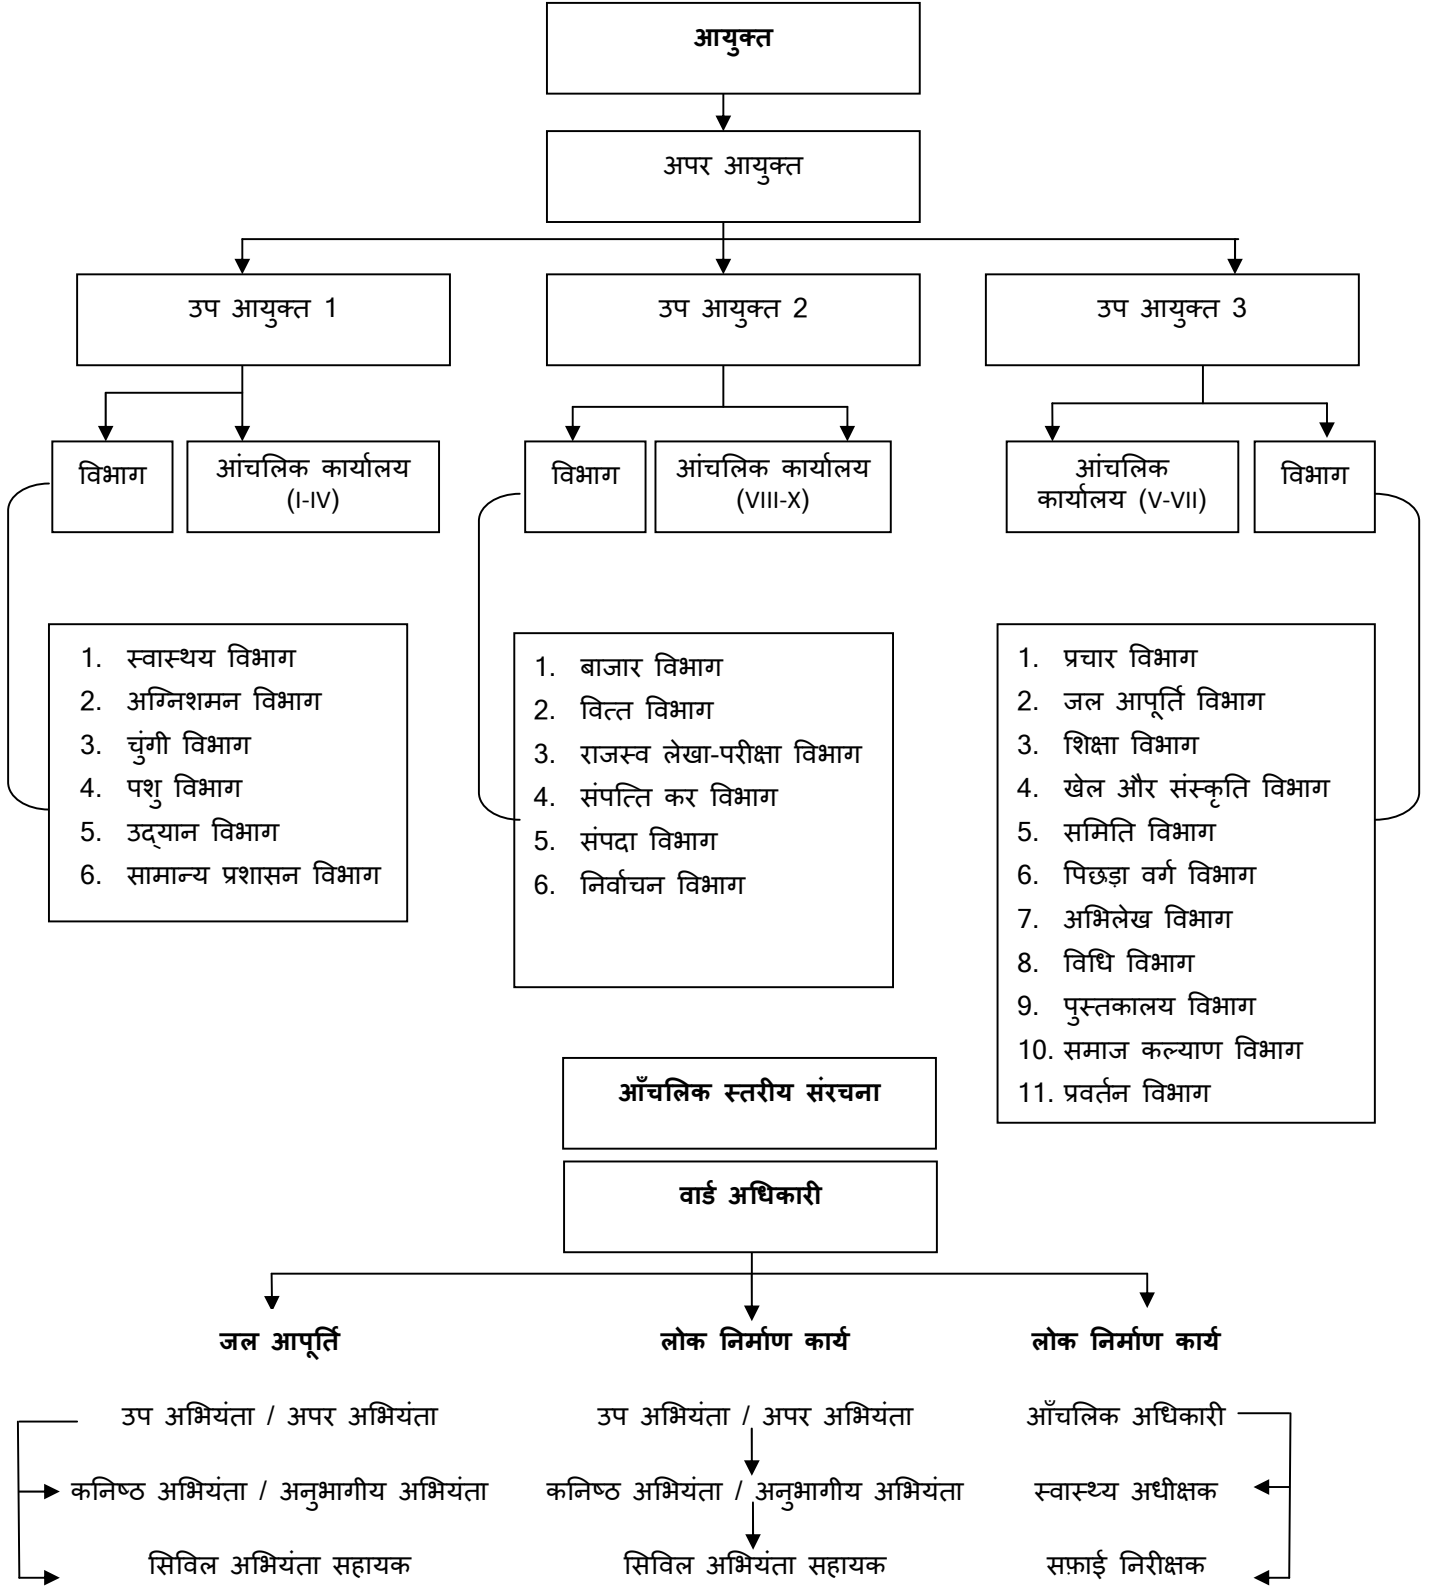 आयुक्त
अपर आयुक्त
उप आयुक्त 1
उप आयुक्त 2
उप आयुक्त 3
विभाग
आंचलिक कार्यालय
(I-IV)
विभाग
आंचलिक कार्यालय
(VIII-X)
आंचलिक
कार्यालय (V-VII)
विभाग
1. स्वास्थय विभाग
2. अग्निशमन विभाग
3. चुंगी विभाग
4. पशु विभाग
5. उद्यान विभाग
6. सामान्य प्रशासन विभाग
1. बाजार विभाग
2. वित्त विभाग
3. राजस्व लेखा-परीक्षा विभाग
4. संपत्ति कर विभाग
5. संपदा विभाग
6. निर्वाचन विभाग
1. प्रचार विभाग
2. जल आपूर्ति विभाग
3. शिक्षा विभाग
4. खेल और संस्कृति विभाग
5. समिति विभाग
6. पिछड़ा वर्ग विभाग
7. अभिलेख विभाग
8. विधि विभाग
9. पुस्तकालय विभाग
10. समाज कल्याण विभाग
11. प्रवर्तन विभाग
आँचलिक स्तरीय संरचना
वार्ड अधिकारी
जल आपूर्ति
लोक निर्माण कार्य
लोक निर्माण कार्य
उप अभियंता / अपर अभियंता
उप अभियंता / अपर अभियंता
आँचलिक अधिकारी
कनिष्ठ अभियंता / अनुभागीय अभियंता
कनिष्ठ अभियंता / अनुभागीय अभियंता
स्वास्थ्य अधीक्षक
सिविल अभियंता सहायक
सिविल अभियंता सहायक
सफ़ाई निरीक्षक